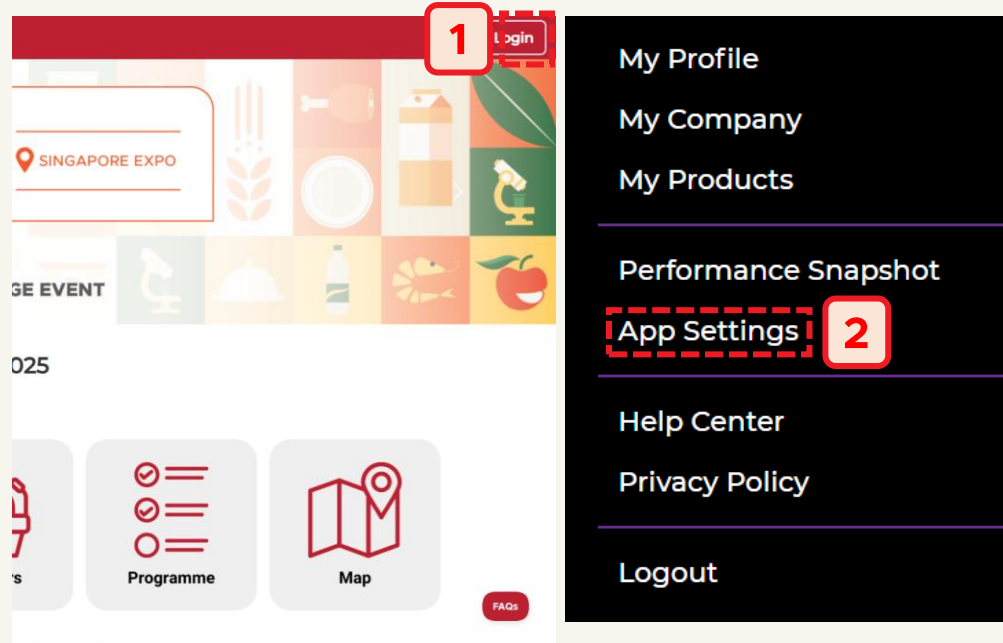 1
Login
SINGAPORE EXPO
GE EVENT
025
Programme
Map
FAQs
My Profile
My Company
My Products
Performance Snapshot
App Settings
2
Help Center
Privacy Policy
Logout